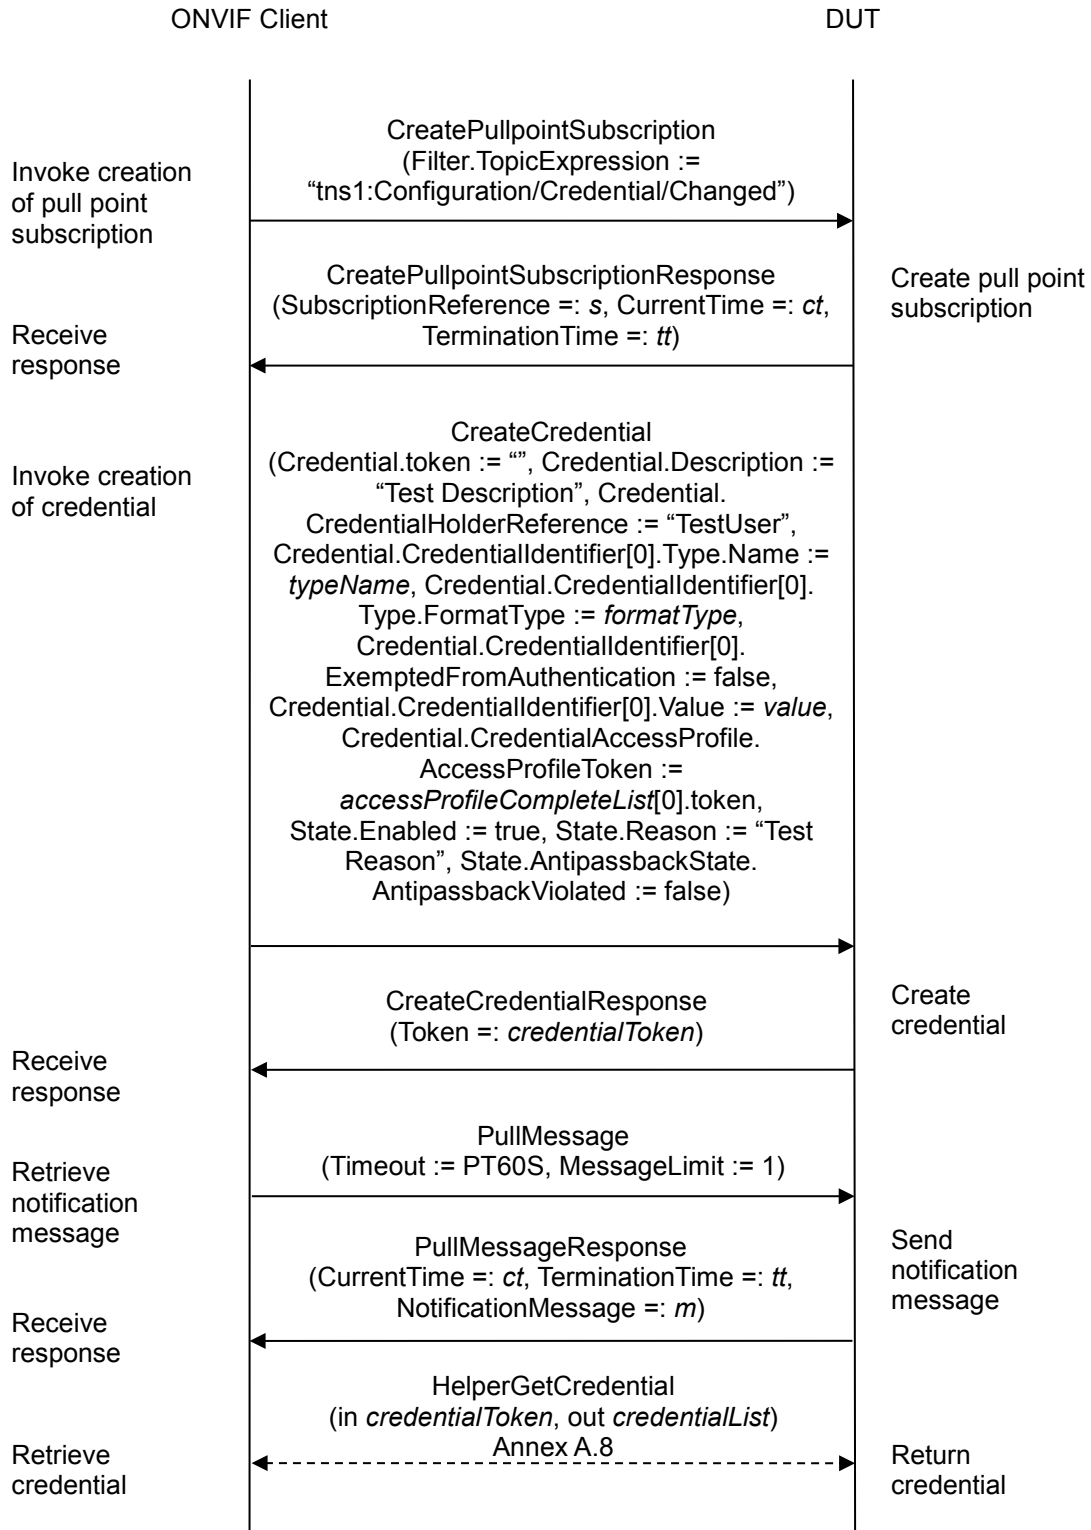 ONVIF Client
DUT
CreatePullpointSubscription
(Filter.TopicExpression :=
“tns1:Configuration/Credential/Changed”)
Invoke creation
of pull point
subscription
CreatePullpointSubscriptionResponse
(SubscriptionReference =: s, CurrentTime =: ct,
TerminationTime =: tt)
Create pull point
subscription
Receive
response
CreateCredential
(Credential.token := “”, Credential.Description :=
“Test Description”, Credential.
CredentialHolderReference := “TestUser”,
Credential.CredentialIdentifier[0].Type.Name :=
typeName, Credential.CredentialIdentifier[0].
Type.FormatType := formatType,
Credential.CredentialIdentifier[0].
ExemptedFromAuthentication := false,
Credential.CredentialIdentifier[0].Value := value,
Credential.CredentialAccessProfile.
AccessProfileToken :=
accessProfileCompleteList[0].token,
State.Enabled := true, State.Reason := “Test
Reason”, State.AntipassbackState.
AntipassbackViolated := false)
Invoke creation
of credential
CreateCredentialResponse
(Token =: credentialToken)
Create
credential
Receive
response
PullMessage
(Timeout := PT60S, MessageLimit := 1)
Retrieve
notification
message
PullMessageResponse
(CurrentTime =: ct, TerminationTime =: tt,
NotificationMessage =: m)
Send
notification
message
Receive
response
HelperGetCredential
(in credentialToken, out credentialList)
Annex A.8
Retrieve
credential
Return
credential